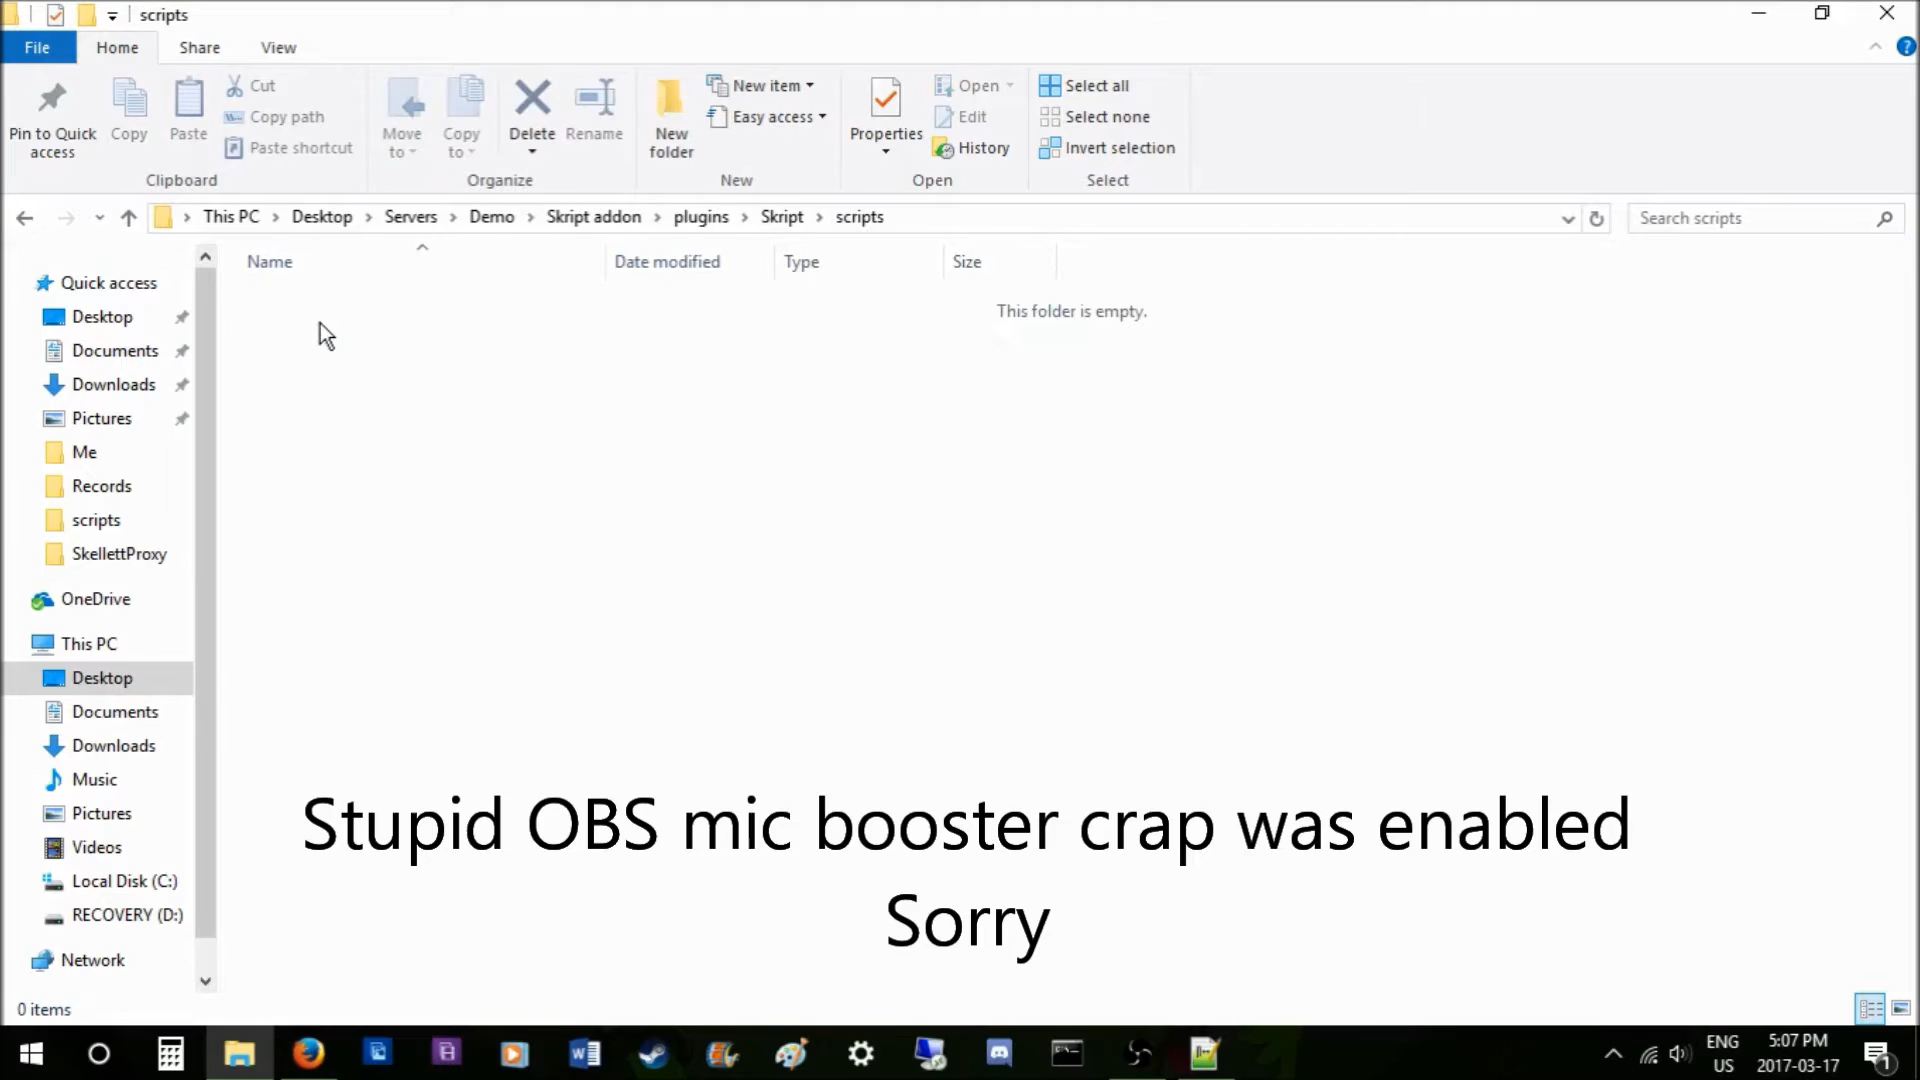 scripts
File Home Share View
Pin to Quick access
Copy
Paste
Cut
Copy path
Paste shortcut
Clipboard
Move to
Copy to
Delete
Rename
Organize
New folder
New item
Easy access
New
Properties
Open
Edit
History
Open
Select all
Select none
Invert selection
Select
This PC Desktop Servers Demo Skript addon plugins Skript scripts
Search scripts
Name Date modified Type Size
This folder is empty.
Quick access
Desktop
Documents
Downloads
Pictures
Me
Records
scripts
SkellettProxy
OneDrive
This PC
Desktop
Documents
Downloads
Music
Pictures
Videos
Local Disk (C:)
RECOVERY (D:)
Network
Stupid OBS mic booster crap was enabled
Sorry
0 items
ENG
US
5:07 PM
2017-03-17
1